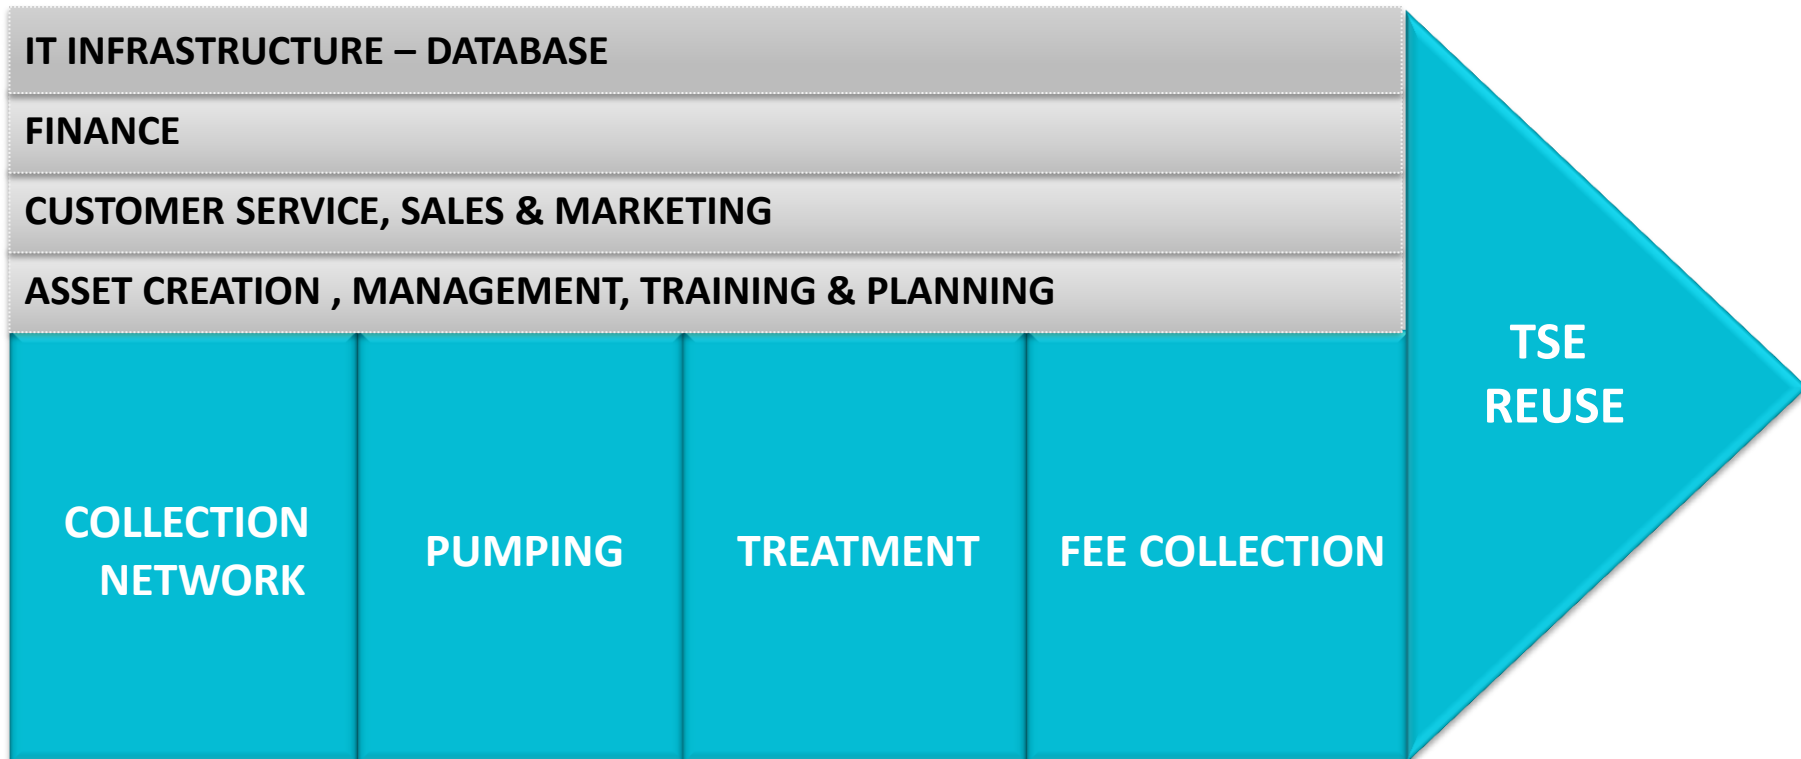 IT INFRASTRUCTURE – DATABASE
FINANCE
CUSTOMER SERVICE, SALES & MARKETING
ASSET CREATION , MANAGEMENT, TRAINING & PLANNING
COLLECTION
NETWORK
PUMPING
TREATMENT
FEE COLLECTION
TSE
REUSE